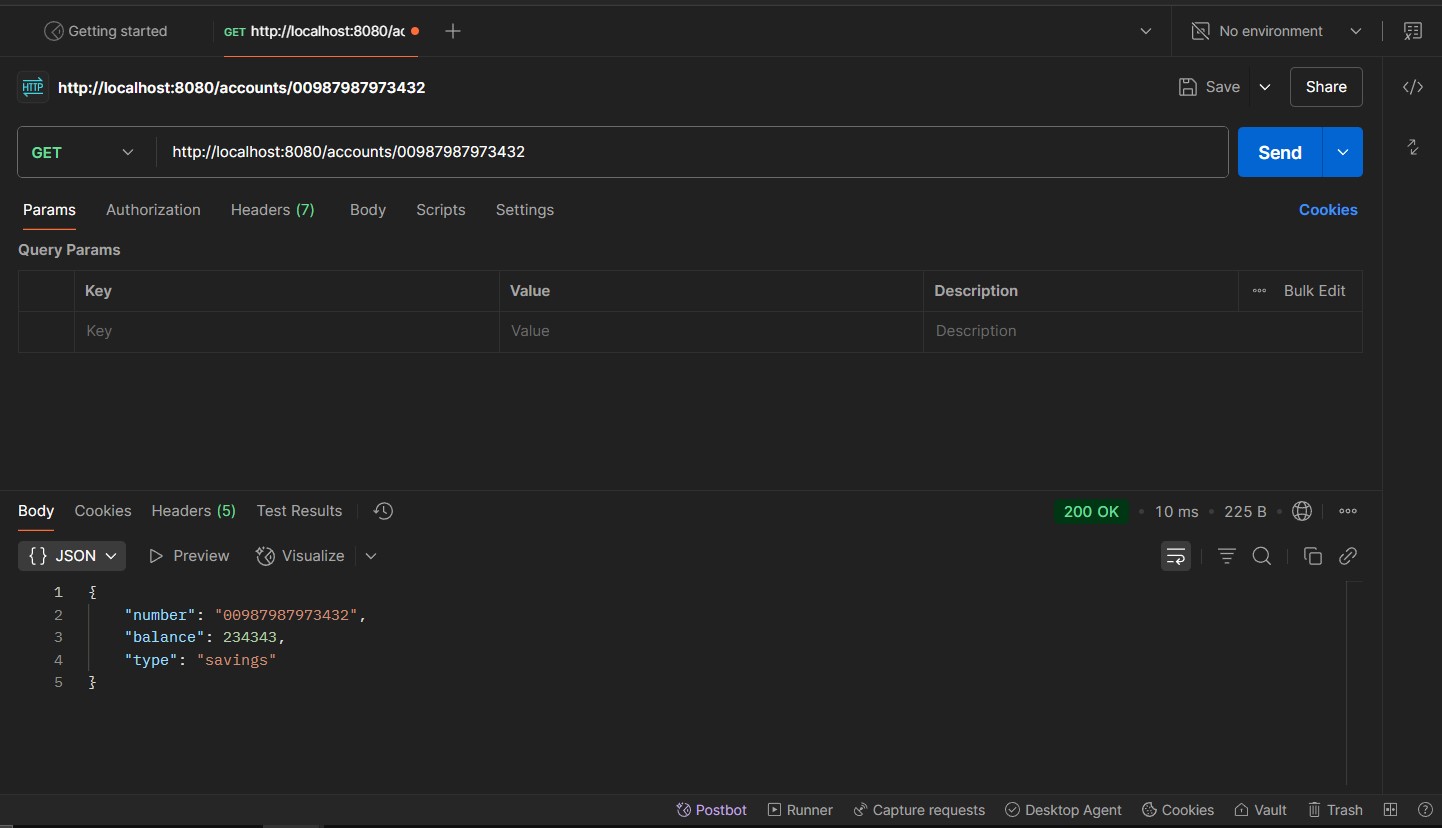 Getting started
GET http://localhost:8080/ac
No environment
HTTP http://localhost:8080/accounts/00987987973432
Save
Share
GET
http://localhost:8080/accounts/00987987973432
Send
Params Authorization Headers (7) Body Scripts Settings
Cookies
Query Params
Key Value Description Bulk Edit
Key Value Description
Body Cookies Headers (5) Test Results
200 OK • 10 ms • 225 B •
{} JSON Preview Visualize
1 {
2 "number": "00987987973432",
3 "balance": 234343,
4 "type": "savings"
5 }
Postbot Runner Capture requests Desktop Agent Cookies Vault Trash